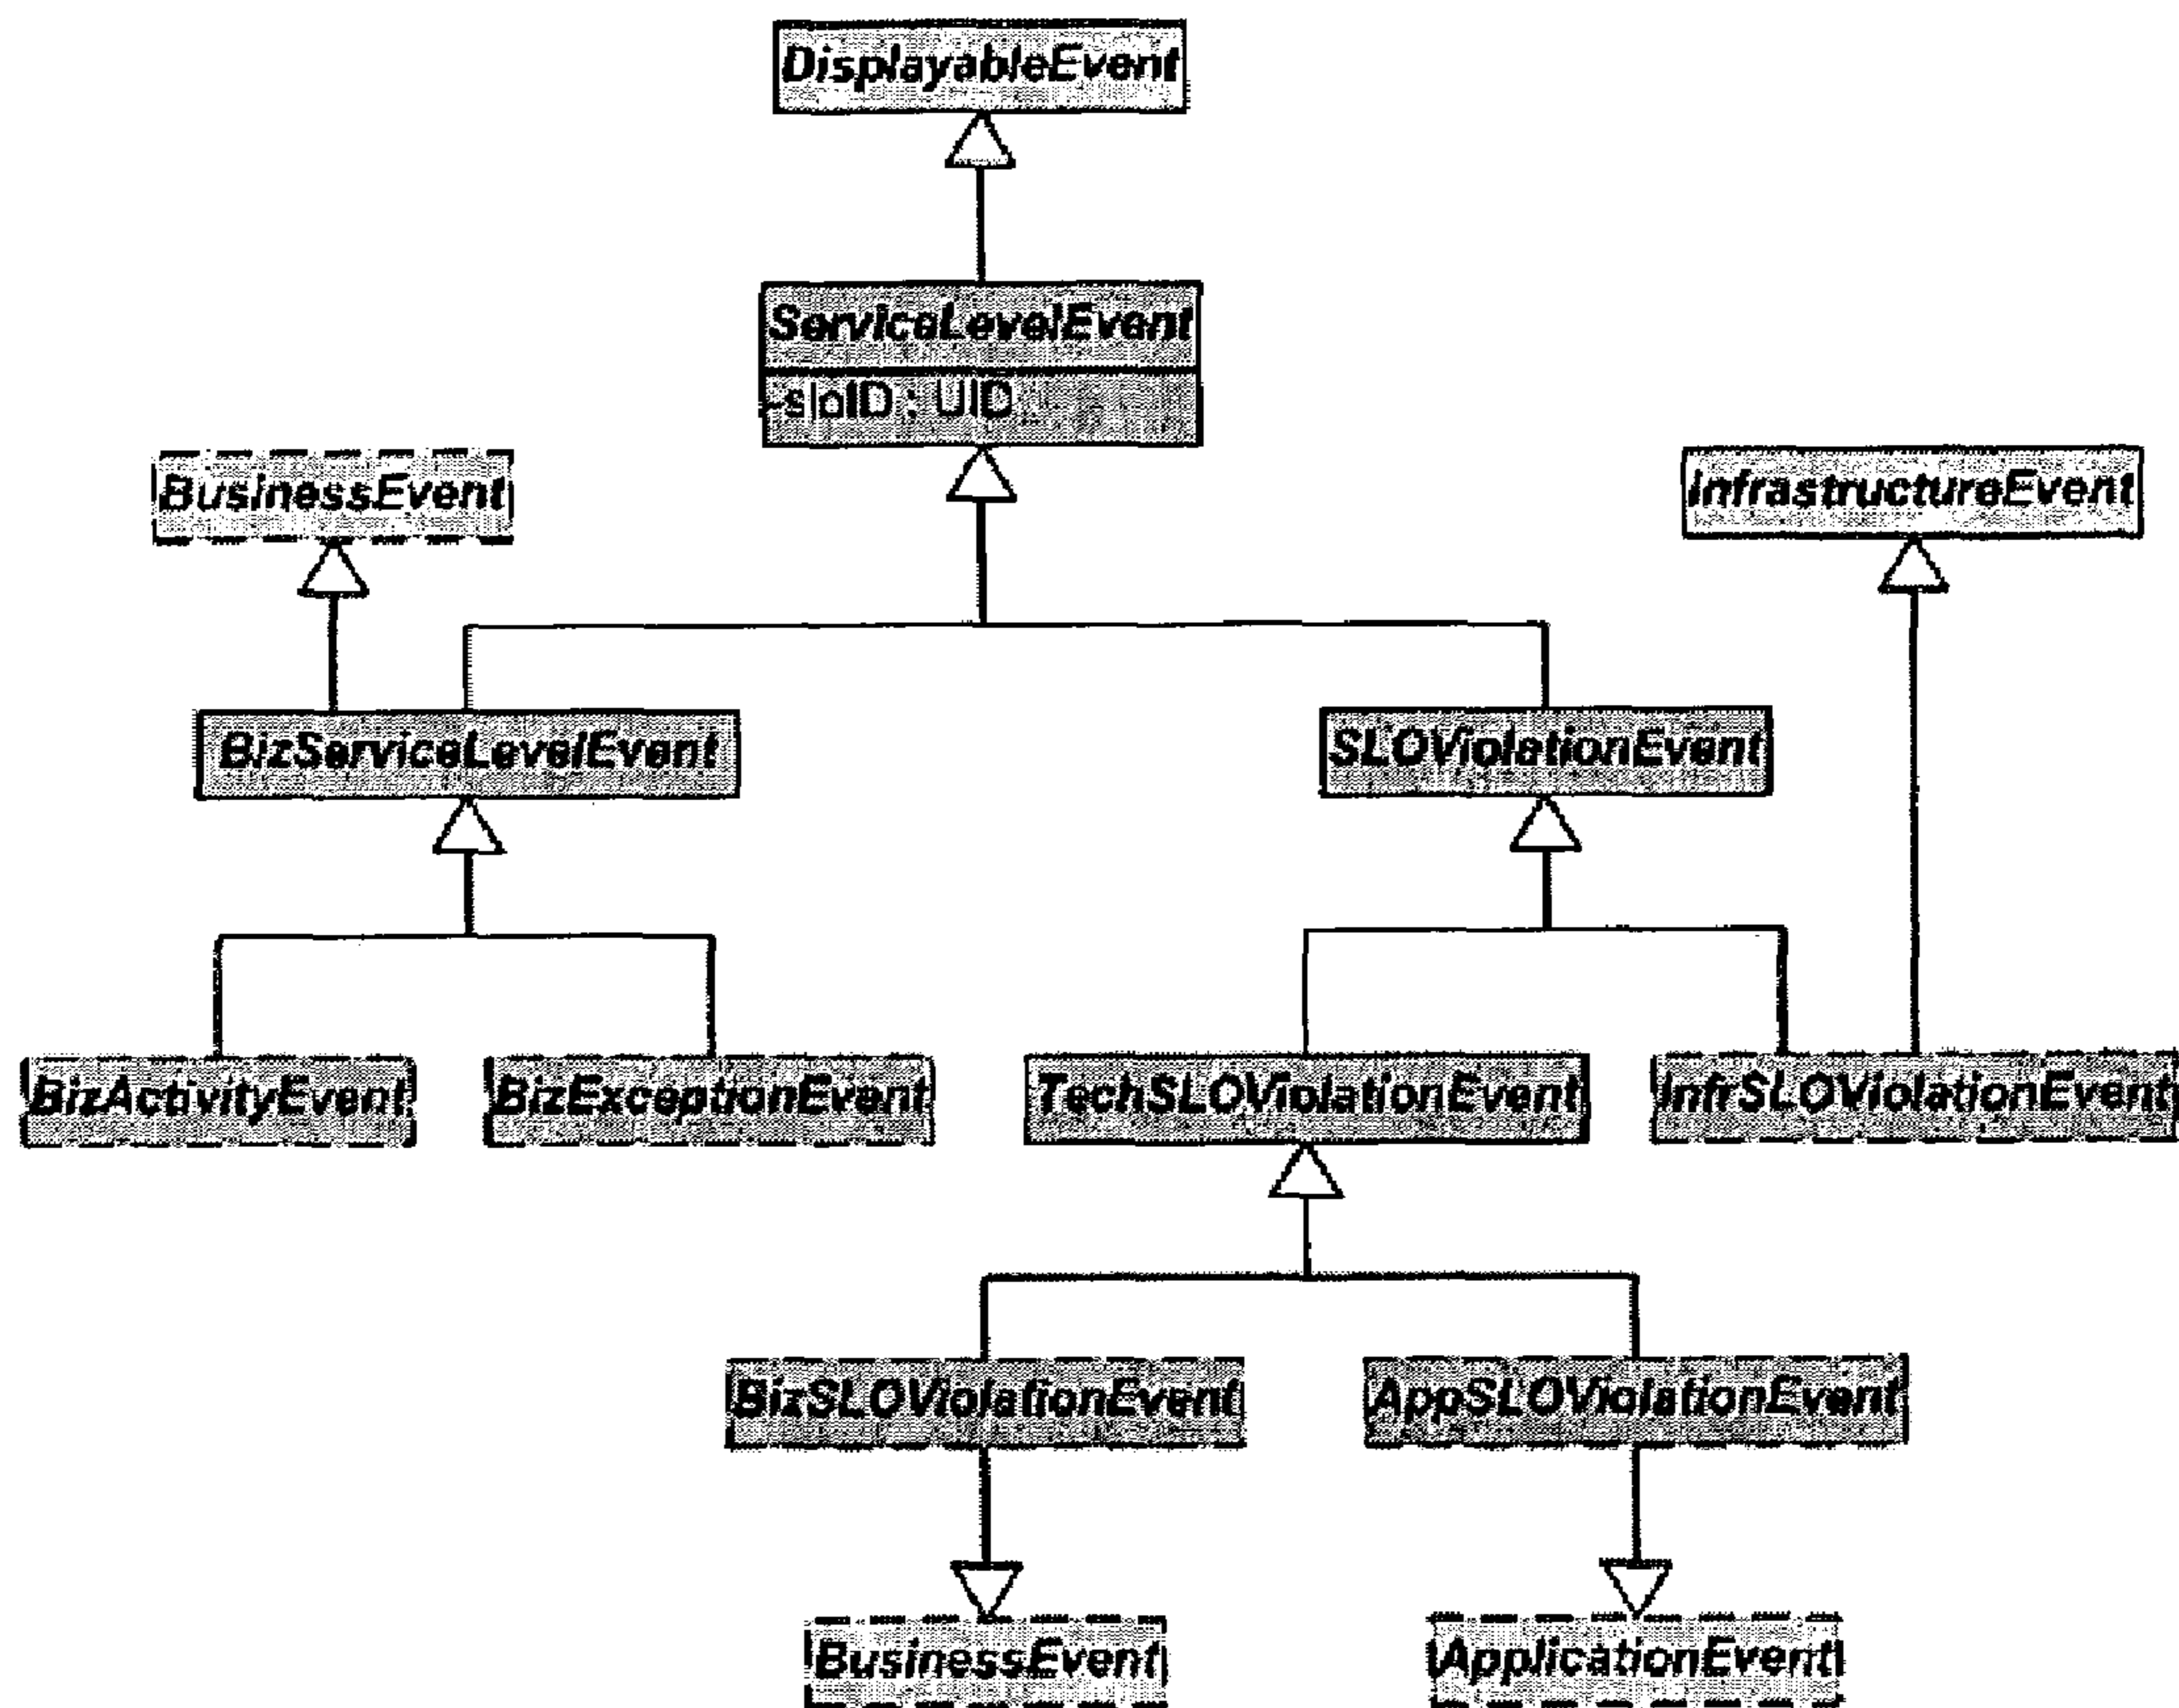 DisplayableEvent
ServiceLevelEvent
-sloID : UID
BusinessEvent
InfrastructureEvent
BizServiceLevelEvent
SLOViolationEvent
BizActivityEvent
BizExceptionEvent
TechSLOViolationEvent
InfrSLOViolationEvent
BizSLOViolationEvent
AppSLOViolationEvent
BusinessEvent
ApplicationEvent